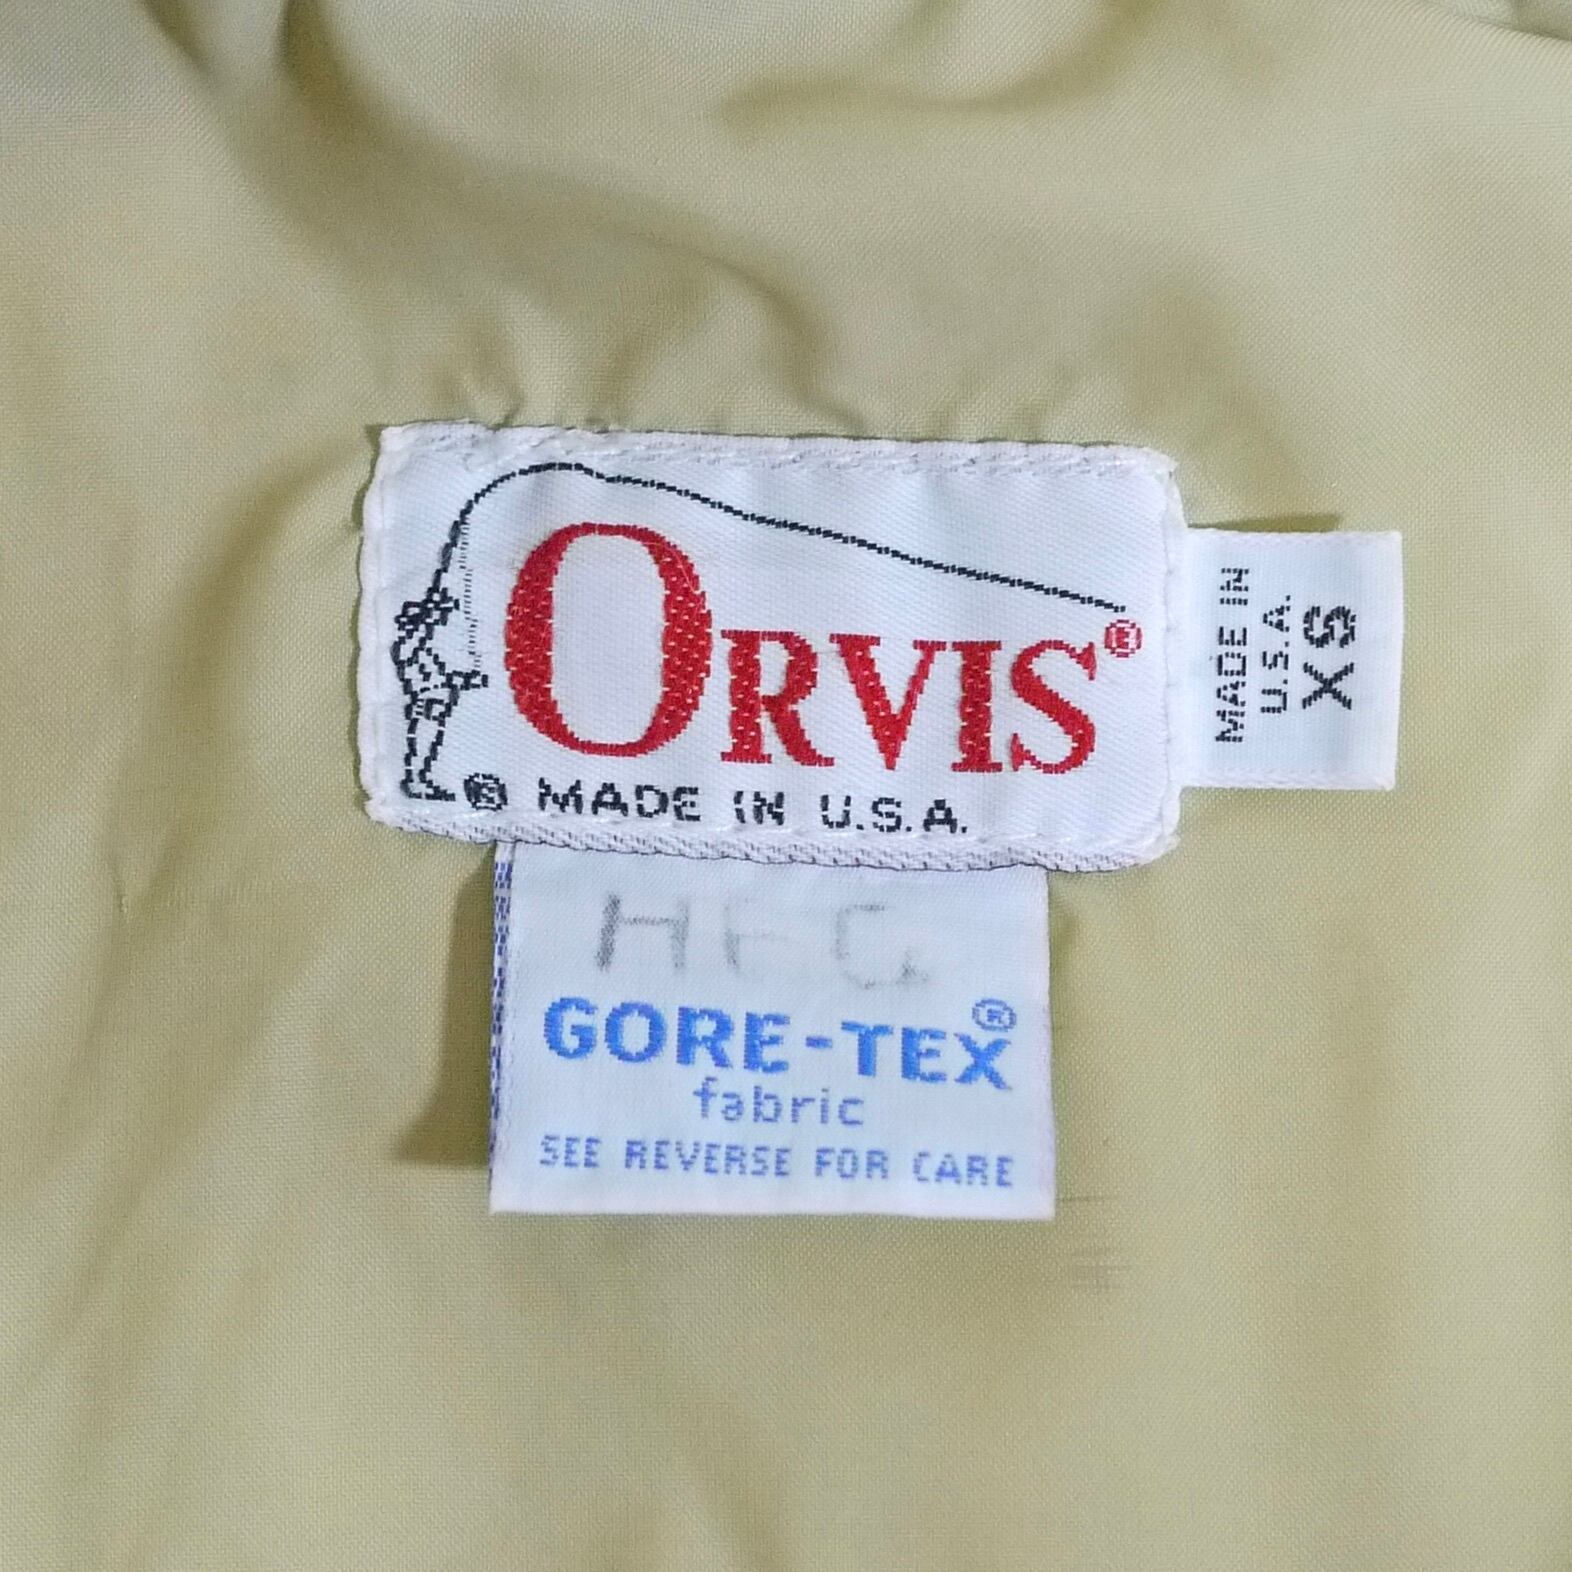 ORVIS®
® MADE IN U.S.A.
MADE IN
U.S.A.
XS
GORE-TEX®
fabric
SEE REVERSE FOR CARE